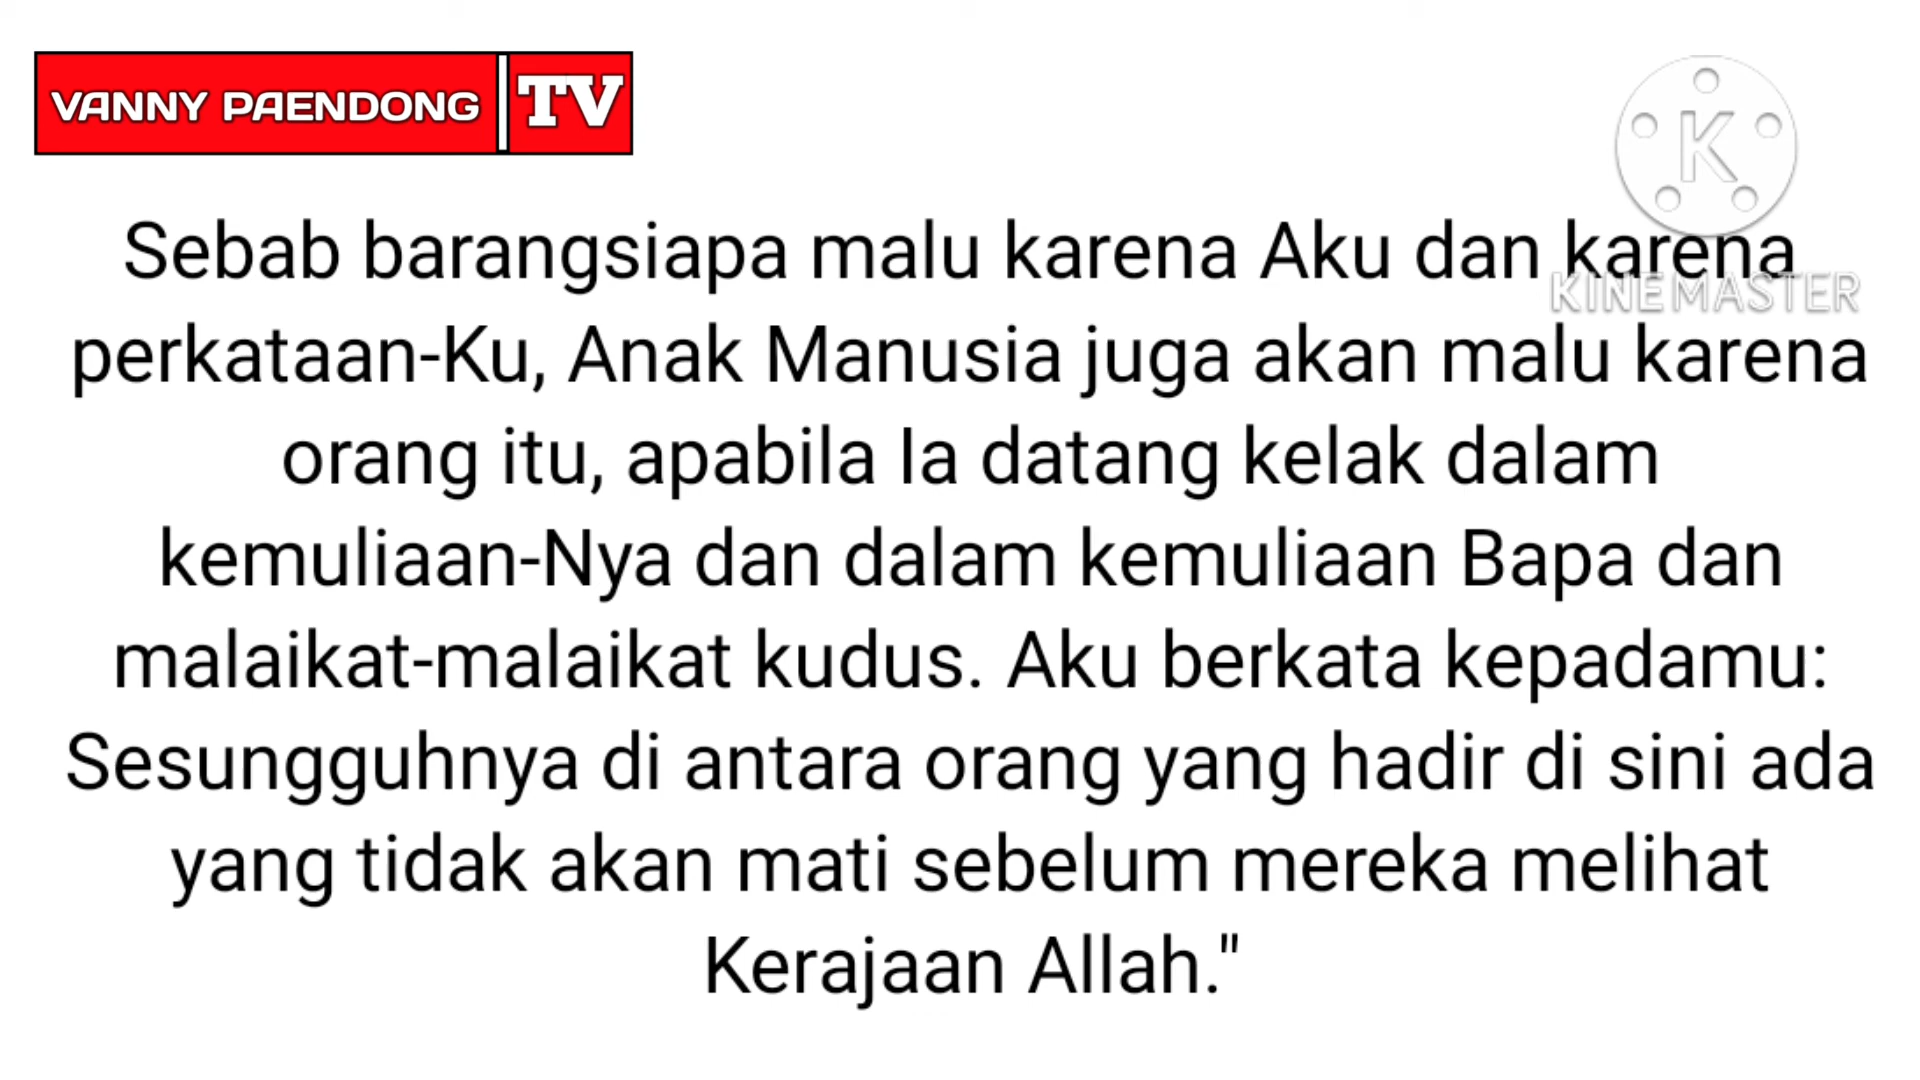 VANNY PAENDONG TV
K
KINEMASTER
Sebab barangsiapa malu karena Aku dan karena
perkataan-Ku, Anak Manusia juga akan malu karena
orang itu, apabila Ia datang kelak dalam
kemuliaan-Nya dan dalam kemuliaan Bapa dan
malaikat-malaikat kudus. Aku berkata kepadamu:
Sesungguhnya di antara orang yang hadir di sini ada
yang tidak akan mati sebelum mereka melihat
Kerajaan Allah."